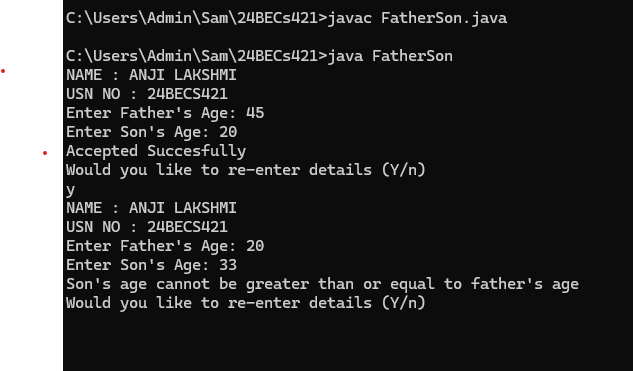 C:\Users\Admin\Sam\24BECs421>javac FatherSon.java
C:\Users\Admin\Sam\24BECs421>java FatherSon
NAME : ANJI LAKSHMI
USN NO : 24BECS421
Enter Father's Age: 45
Enter Son's Age: 20
Accepted Succesfully
Would you like to re-enter details (Y/n)
y
NAME : ANJI LAKSHMI
USN NO : 24BECS421
Enter Father's Age: 20
Enter Son's Age: 33
Son's age cannot be greater than or equal to father's age
Would you like to re-enter details (Y/n)